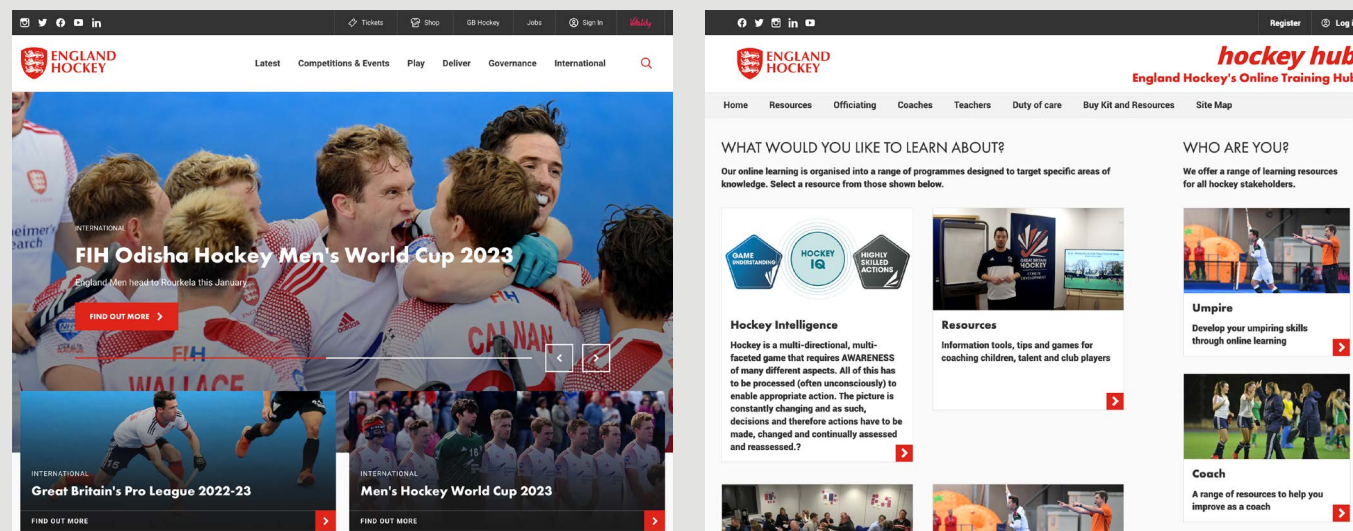 Tickets
Shop
GB Hockey
Jobs
Sign In
Vitality
ENGLAND
HOCKEY
Latest
Competitions & Events
Play
Deliver
Governance
International
INTERNATIONAL
FIH Odisha Hockey Men's World Cup 2023
England Men head to Rourkela this January
FIND OUT MORE
CALNAN
WALLACE
INTERNATIONAL
Great Britain's Pro League 2022-23
FIND OUT MORE
INTERNATIONAL
Men's Hockey World Cup 2023
FIND OUT MORE
Register
Log i
ENGLAND
HOCKEY
hockey hub
England Hockey's Online Training Hub
Home
Resources
Officiating
Coaches
Teachers
Duty of care
Buy Kit and Resources
Site Map
WHAT WOULD YOU LIKE TO LEARN ABOUT?
Our online learning is organised into a range of programmes designed to target specific areas of
knowledge. Select a resource from those shown below.
GAME
UNDERSTANDING
HOCKEY
IQ
HIGHLY
SKILLED
ACTIONS
Hockey Intelligence
Hockey is a multi-directional, multi-
faceted game that requires AWARENESS
of many different aspects. All of this has
to be processed (often unconsciously) to
enable appropriate action. The picture is
constantly changing and as such,
decisions and therefore actions have to be
made, changed and continually assessed
and reassessed.?
GREAT BRITAIN
HOCKEY
Resources
Information tools, tips and games for
coaching children, talent and club players
WHO ARE YOU?
We offer a range of learning resources
for all hockey stakeholders.
Umpire
Develop your umpiring skills
through online learning
Coach
A range of resources to help you
improve as a coach